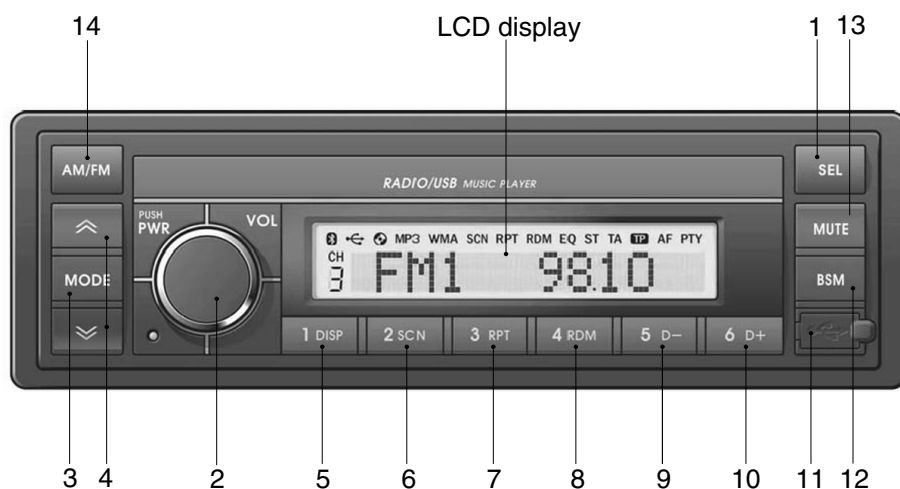 14
LCD display
1
13
AM/FM
RADIO/USB MUSIC PLAYER
SEL
PUSH
PWR
VOL
MP3 WMA SCN RPT RDM EQ ST TA TP AF PTY
MUTE
CH
3
FM1 98.10
MODE
BSM
1 DISP
2 SCN
3 RPT
4 RDM
5 D−
6 D+
3
4
2
5
6
7
8
9
10
11
12